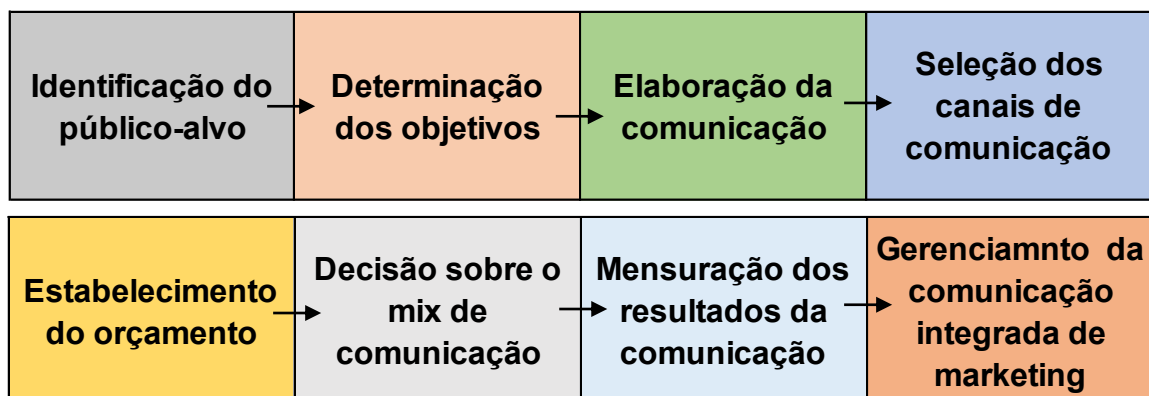 Identificação do
público-alvo
Determinação
dos objetivos
Elaboração da
comunicação
Seleção dos
canais de
comunicação
Estabelecimento
do orçamento
Decisão sobre o
mix de
comunicação
Mensuração dos
resultados da
comunicação
Gerenciamnto da
comunicação
integrada de
marketing